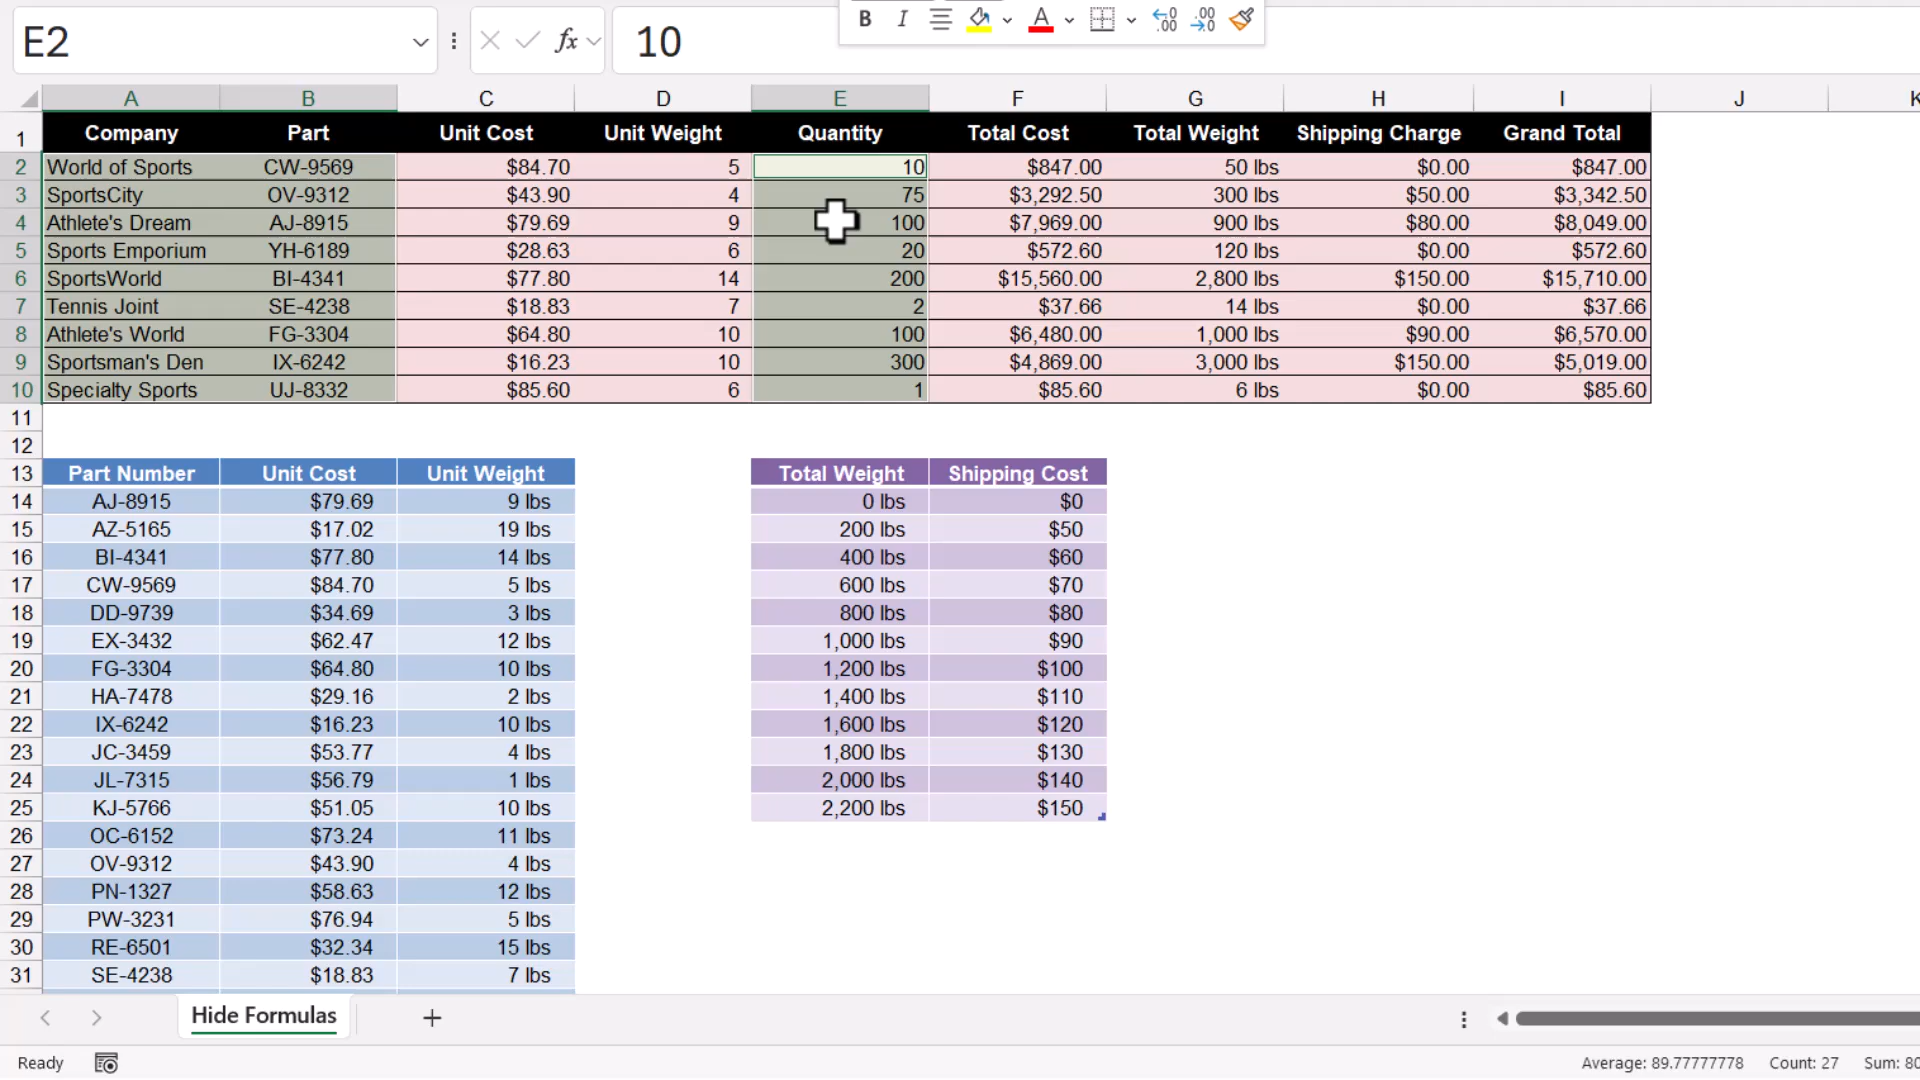 E2 fx 10 B I A
A B C D E F G H I J K
1 Company Part Unit Cost Unit Weight Quantity Total Cost Total Weight Shipping Charge Grand Total
2 World of Sports CW-9569 $84.70 5 10 $847.00 50 lbs $0.00 $847.00
3 SportsCity OV-9312 $43.90 4 75 $3,292.50 300 lbs $50.00 $3,342.50
4 Athlete's Dream AJ-8915 $79.69 9 100 $7,969.00 900 lbs $80.00 $8,049.00
5 Sports Emporium YH-6189 $28.63 6 20 $572.60 120 lbs $0.00 $572.60
6 SportsWorld BI-4341 $77.80 14 200 $15,560.00 2,800 lbs $150.00 $15,710.00
7 Tennis Joint SE-4238 $18.83 7 2 $37.66 14 lbs $0.00 $37.66
8 Athlete's World FG-3304 $64.80 10 100 $6,480.00 1,000 lbs $90.00 $6,570.00
9 Sportsman's Den IX-6242 $16.23 10 300 $4,869.00 3,000 lbs $150.00 $5,019.00
10 Specialty Sports UJ-8332 $85.60 6 1 $85.60 6 lbs $0.00 $85.60
11
12
13 Part Number Unit Cost Unit Weight Total Weight Shipping Cost
14 AJ-8915 $79.69 9 lbs 0 lbs $0
15 AZ-5165 $17.02 19 lbs 200 lbs $50
16 BI-4341 $77.80 14 lbs 400 lbs $60
17 CW-9569 $84.70 5 lbs 600 lbs $70
18 DD-9739 $34.69 3 lbs 800 lbs $80
19 EX-3432 $62.47 12 lbs 1,000 lbs $90
20 FG-3304 $64.80 10 lbs 1,200 lbs $100
21 HA-7478 $29.16 2 lbs 1,400 lbs $110
22 IX-6242 $16.23 10 lbs 1,600 lbs $120
23 JC-3459 $53.77 4 lbs 1,800 lbs $130
24 JL-7315 $56.79 1 lbs 2,000 lbs $140
25 KJ-5766 $51.05 10 lbs 2,200 lbs $150
26 OC-6152 $73.24 11 lbs
27 OV-9312 $43.90 4 lbs
28 PN-1327 $58.63 12 lbs
29 PW-3231 $76.94 5 lbs
30 RE-6501 $32.34 15 lbs
31 SE-4238 $18.83 7 lbs
Hide Formulas
Ready Average: 89.77777778 Count: 27 Sum: 80